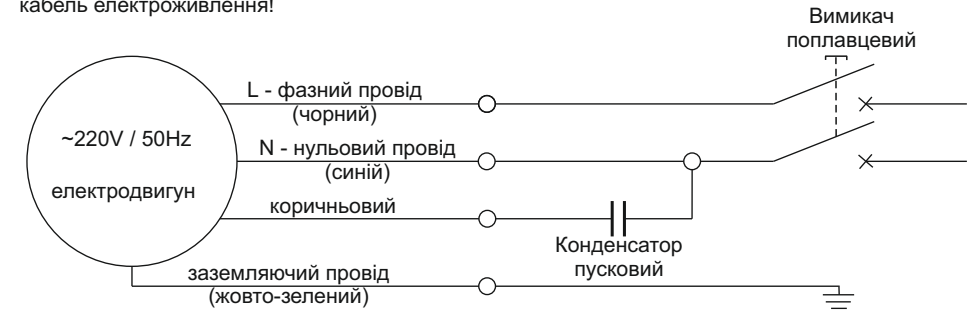 кабель електроживлення!
Вимикач
поплавцевий
L - фазний провід
(чорний)
~220V / 50Hz
N - нульовий провід
(синій)
електродвигун
коричньовий
Конденсатор
пусковий
заземляючий провід
(жовто-зелений)